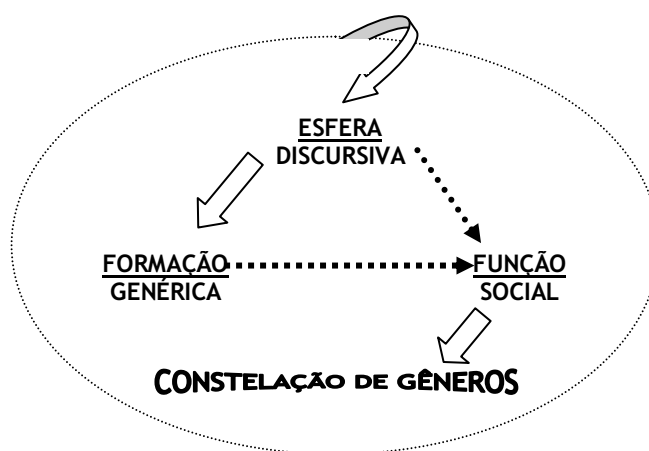 ESFERA
DISCURSIVA
FORMAÇÃO
GENÉRICA
FUNÇÃO
SOCIAL
CONSTELAÇÃO DE GÊNEROS